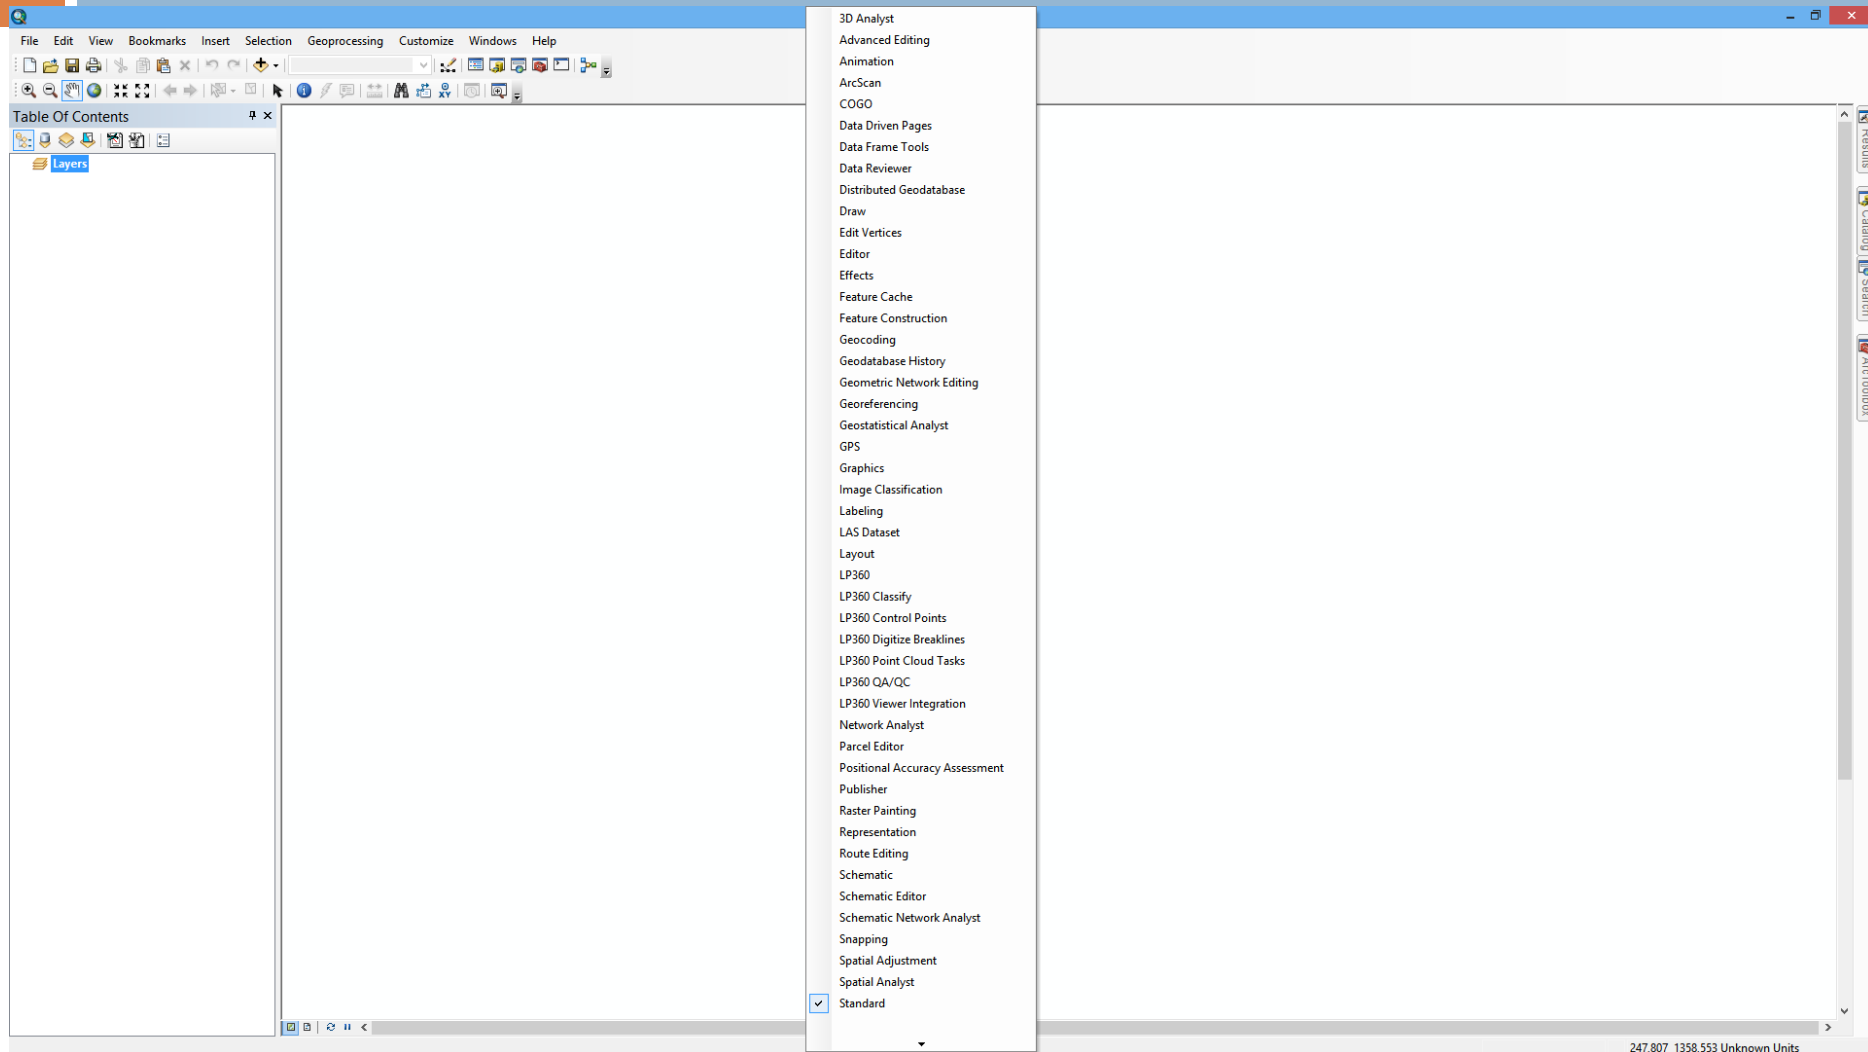 File Edit View Bookmarks Insert Selection Geoprocessing Customize Windows Help
Table Of Contents
Layers
3D Analyst
Advanced Editing
Animation
ArcScan
COGO
Data Driven Pages
Data Frame Tools
Data Reviewer
Distributed Geodatabase
Draw
Edit Vertices
Editor
Effects
Feature Cache
Feature Construction
Geocoding
Geodatabase History
Geometric Network Editing
Georeferencing
Geostatistical Analyst
GPS
Graphics
Image Classification
Labeling
LAS Dataset
Layout
LP360
LP360 Classify
LP360 Control Points
LP360 Digitize Breaklines
LP360 Point Cloud Tasks
LP360 QA/QC
LP360 Viewer Integration
Network Analyst
Parcel Editor
Positional Accuracy Assessment
Publisher
Raster Painting
Representation
Route Editing
Schematic
Schematic Editor
Schematic Network Analyst
Snapping
Spatial Adjustment
Spatial Analyst
Standard
Results
Catalog
Search
ArcToolbox
247.807 1358.553 Unknown Units